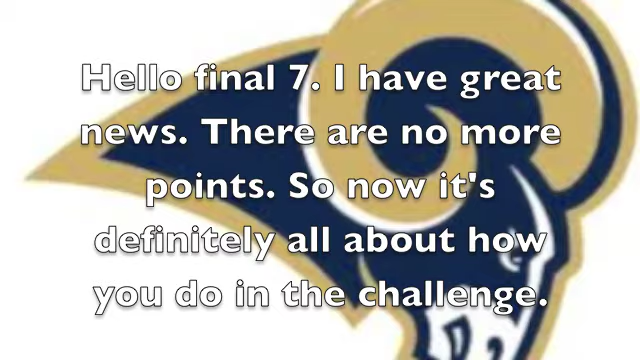 Hello final 7. I have great
news. There are no more
points. So now it's
definitely all about how
you do in the challenge.